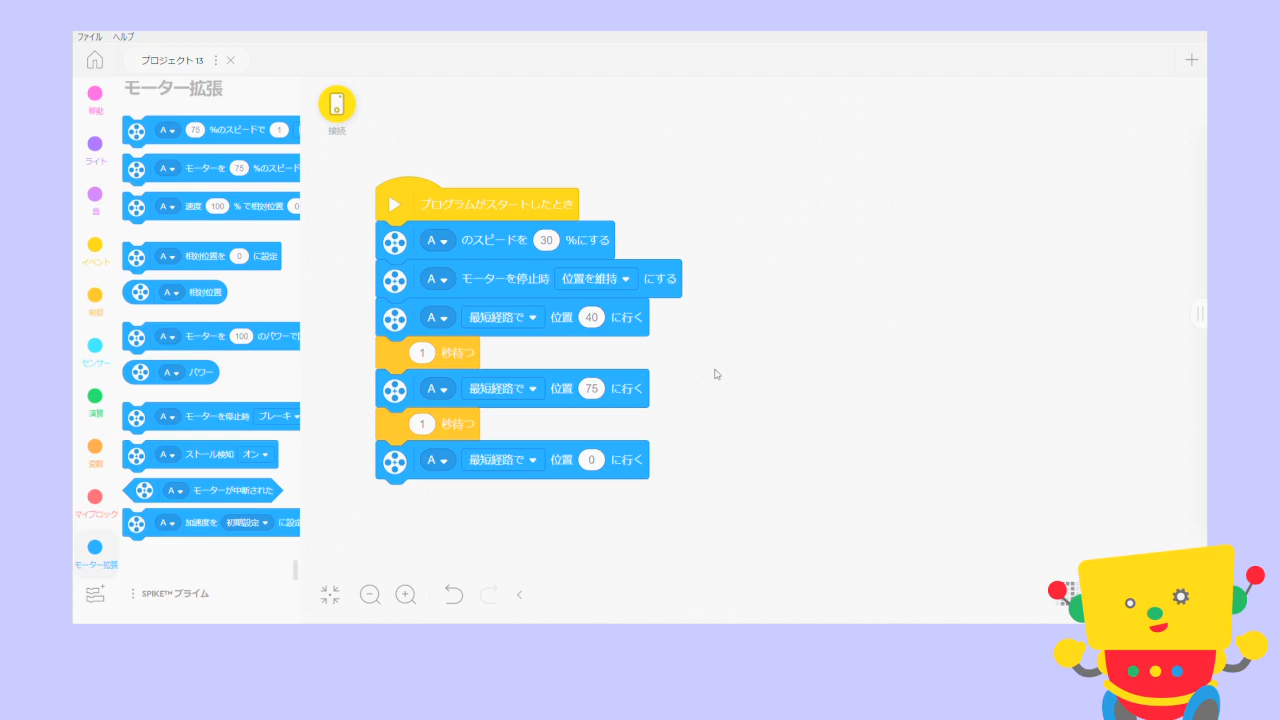 ファイル ヘルプ
プロジェクト 13
モーター拡張
移動
ライト
音
イベント
制御
センサー
演算
変数
マイブロック
モーター拡張
A 75 %のスピードで 1
A モーターを 75 %のスピード
A 速度 100 % で相対位置 0
A 相対位置を 0 に設定
A 相対位置
A モーターを 100 のパワーで
A パワー
A モーターを停止時 ブレーキ
A ストール検知 オン
A モーターが中断された
A 加速度を 初期設定 に設定
SPIKE™ プライム
接続
プログラムがスタートしたとき
A のスピードを 30 %にする
A モーターを停止時 位置を維持 にする
A 最短経路で 位置 40 に行く
1 秒待つ
A 最短経路で 位置 75 に行く
1 秒待つ
A 最短経路で 位置 0 に行く